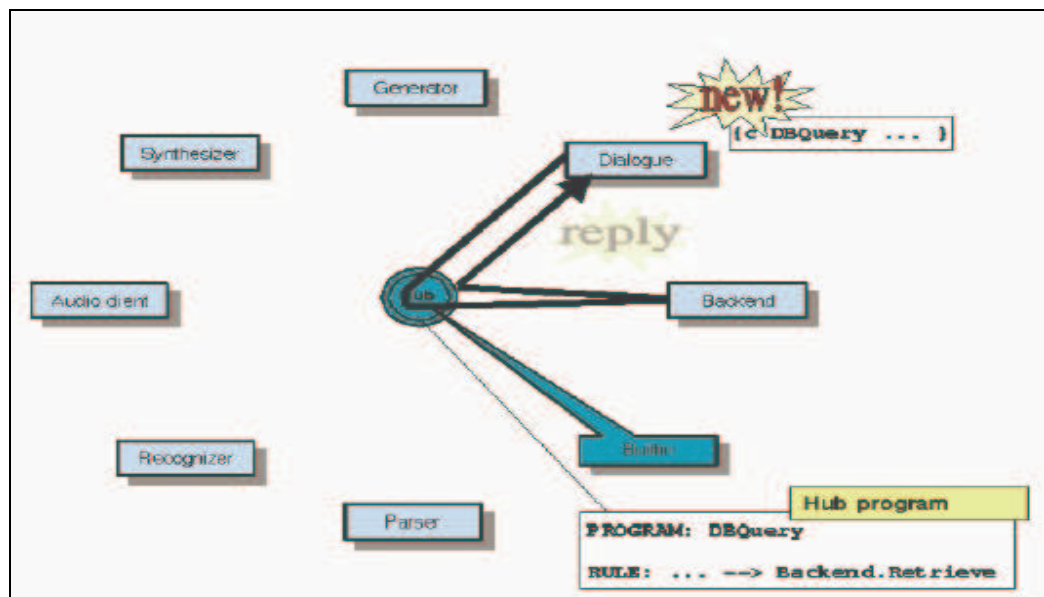 Generator
new!
{c DBQuery ... }
Synthesizer
Dialogue
reply
Audio client
Hub
Backend
Builtin
Recognizer
Parser
Hub program
PROGRAM: DBQuery
RULE: ... --> Backend.Retrieve